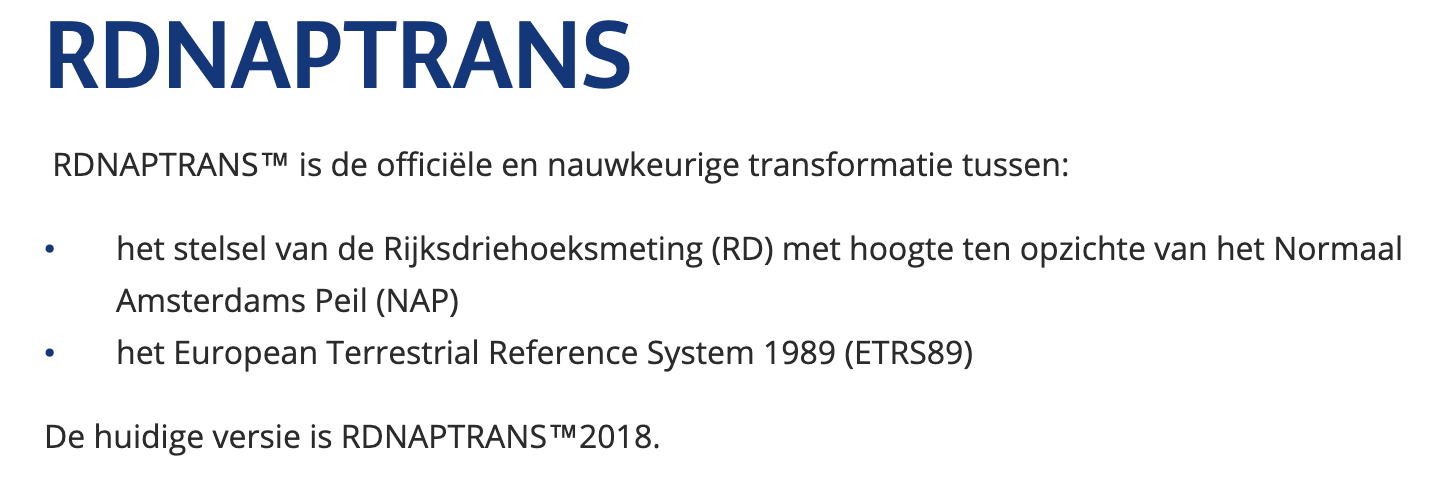 RDNAPTRANS
RDNAPTRANS™ is de officiële en nauwkeurige transformatie tussen:
• het stelsel van de Rijksdriehoeksmeting (RD) met hoogte ten opzichte van het Normaal
Amsterdams Peil (NAP)
• het European Terrestrial Reference System 1989 (ETRS89)
De huidige versie is RDNAPTRANS™2018.